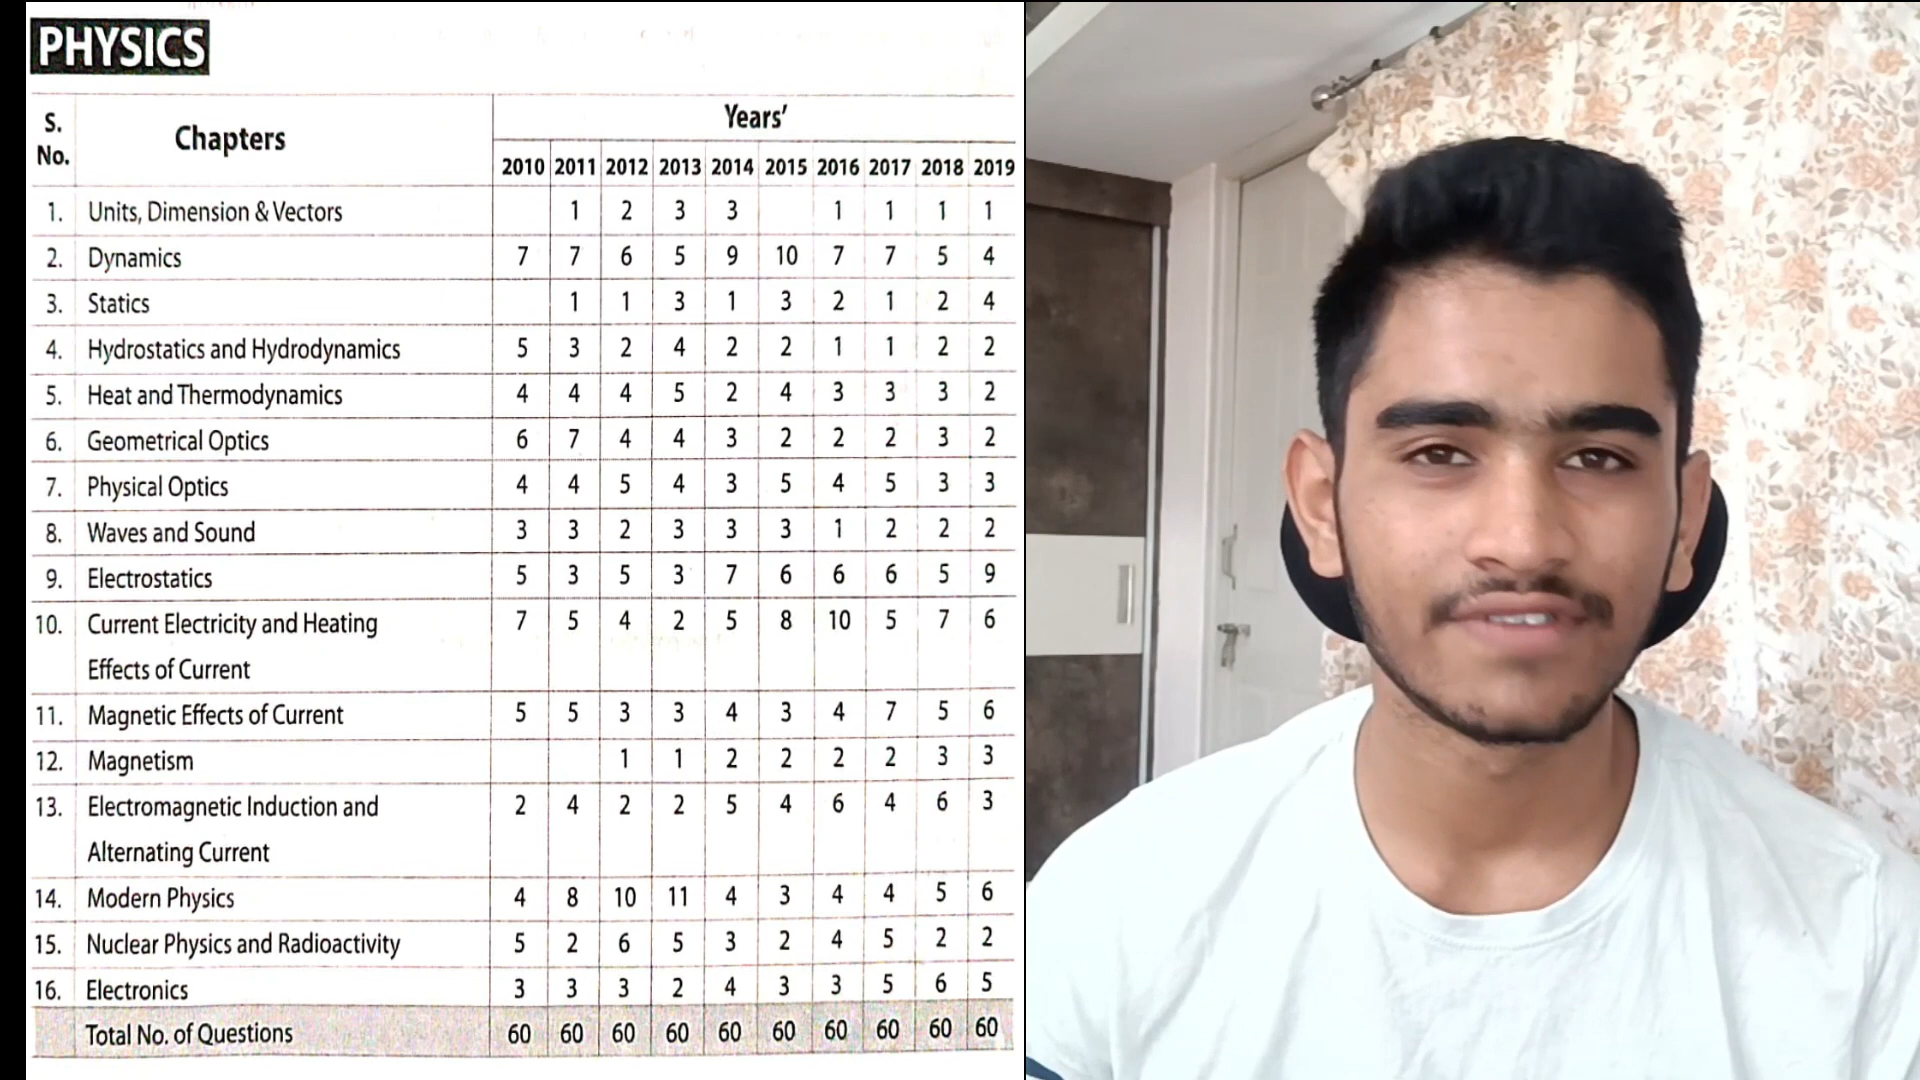 PHYSICS
S. No. Chapters Years'
2010 2011 2012 2013 2014 2015 2016 2017 2018 2019
1. Units, Dimension & Vectors 1 2 3 3 1 1 1 1
2. Dynamics 7 7 6 5 9 10 7 7 5 4
3. Statics 1 1 3 1 3 2 1 2 4
4. Hydrostatics and Hydrodynamics 5 3 2 4 2 2 1 1 2 2
5. Heat and Thermodynamics 4 4 4 5 2 4 3 3 3 2
6. Geometrical Optics 6 7 4 4 3 2 2 2 3 2
7. Physical Optics 4 4 5 4 3 5 4 5 3 3
8. Waves and Sound 3 3 2 3 3 3 1 2 2 2
9. Electrostatics 5 3 5 3 7 6 6 6 5 9
10. Current Electricity and Heating 7 5 4 2 5 8 10 5 7 6
Effects of Current
11. Magnetic Effects of Current 5 5 3 3 4 3 4 7 5 6
12. Magnetism 1 1 2 2 2 2 3 3
13. Electromagnetic Induction and 2 4 2 2 5 4 6 4 6 3
Alternating Current
14. Modern Physics 4 8 10 11 4 3 4 4 5 6
15. Nuclear Physics and Radioactivity 5 2 6 5 3 2 4 5 2 2
16. Electronics 3 3 3 2 4 3 3 5 6 5
Total No. of Questions 60 60 60 60 60 60 60 60 60 60